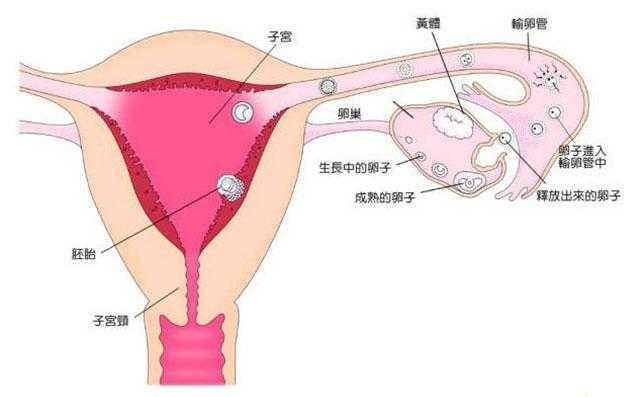 子宮
黃體
輸卵管
卵巢
生長中的卵子
成熟的卵子
卵子進入
輸卵管中
釋放出來的卵子
胚胎
子宮頸